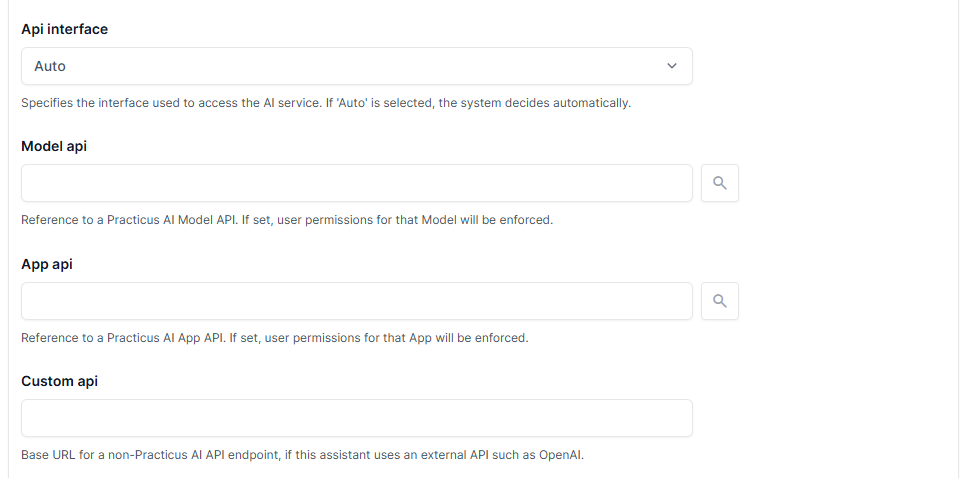 Api interface
Auto
Specifies the interface used to access the AI service. If 'Auto' is selected, the system decides automatically.
Model api
Reference to a Practicus AI Model API. If set, user permissions for that Model will be enforced.
App api
Reference to a Practicus AI App API. If set, user permissions for that App will be enforced.
Custom api
Base URL for a non-Practicus AI API endpoint, if this assistant uses an external API such as OpenAI.